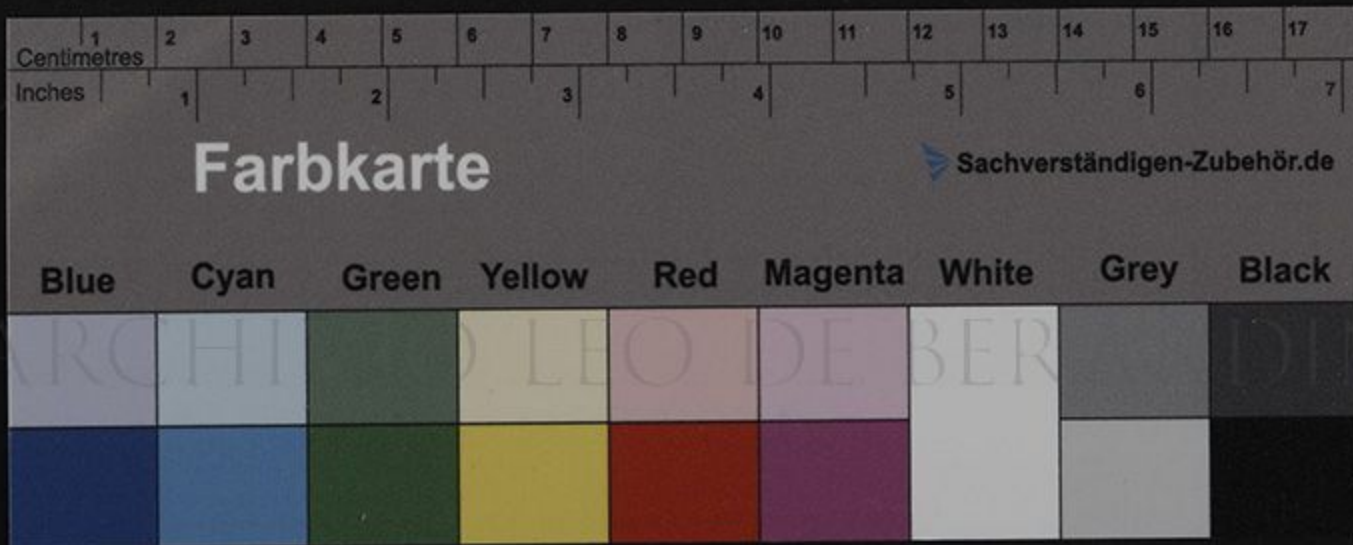 1 2 3 4 5 6 7 8 9 10 11 12 13 14 15 16 17
Centimetres
Inches 1 2 3 4 5 6 7
Farbkarte
Sachverständigen-Zubehör.de
Blue Cyan Green Yellow Red Magenta White Grey Black
LEO DE BER